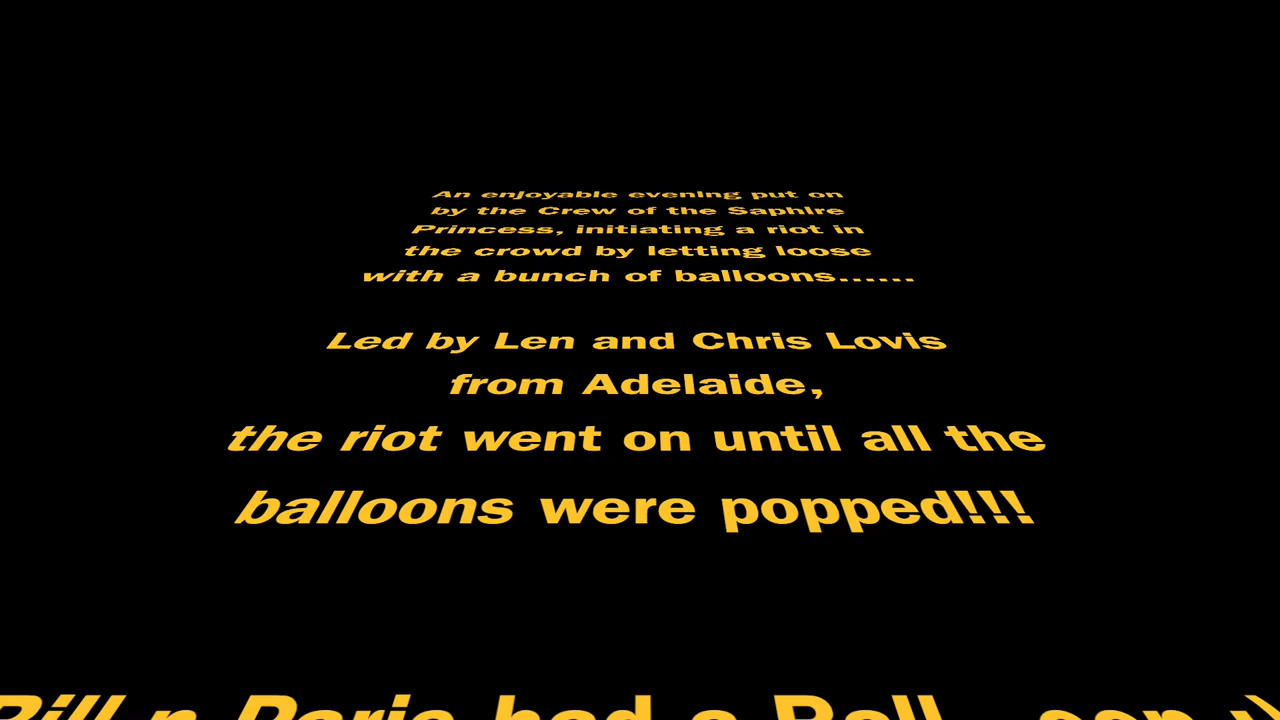 An enjoyable evening put on
by the Crew of the Saphire
Princess, initiating a riot in
the crowd by letting loose
with a bunch of balloons......
Led by Len and Chris Lovis
from Adelaide,
the riot went on until all the
balloons were popped!!!
had a